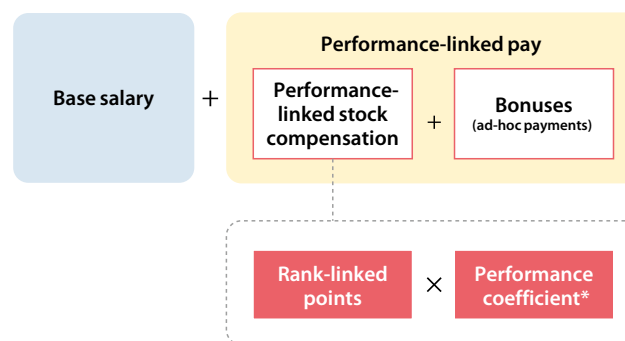 Performance-linked pay
Base salary
+
Performance-
linked stock
compensation
+
Bonuses
(ad-hoc payments)
Rank-linked
points
×
Performance
coefficient*